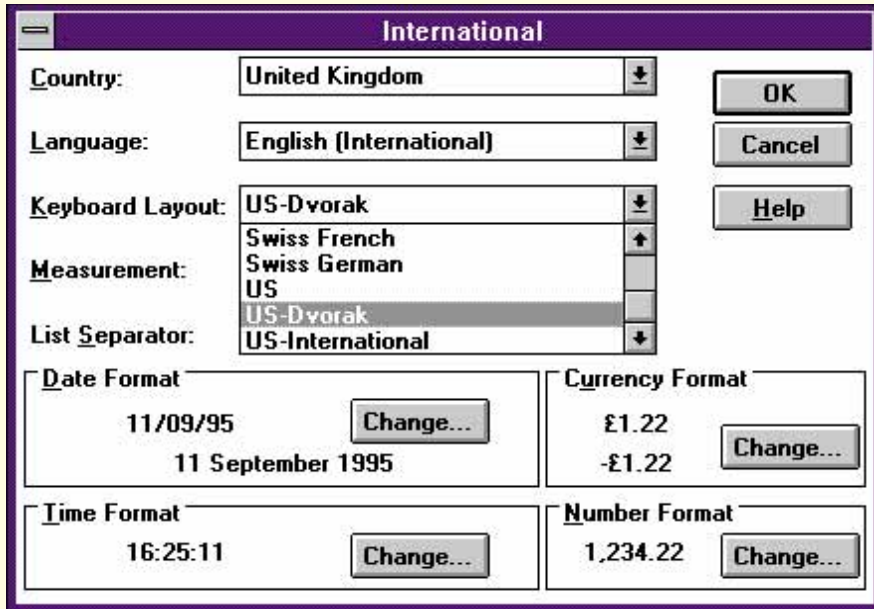 International
Country: United Kingdom OK
Language: English (International) Cancel
Keyboard Layout: US-Dvorak Help
Swiss French
Swiss German
Measurement:
US
US-Dvorak
List Separator: US-International
Date Format
11/09/95 Change...
11 September 1995
Currency Format
£1.22
-£1.22 Change...
Time Format
16:25:11 Change...
Number Format
1,234.22 Change...